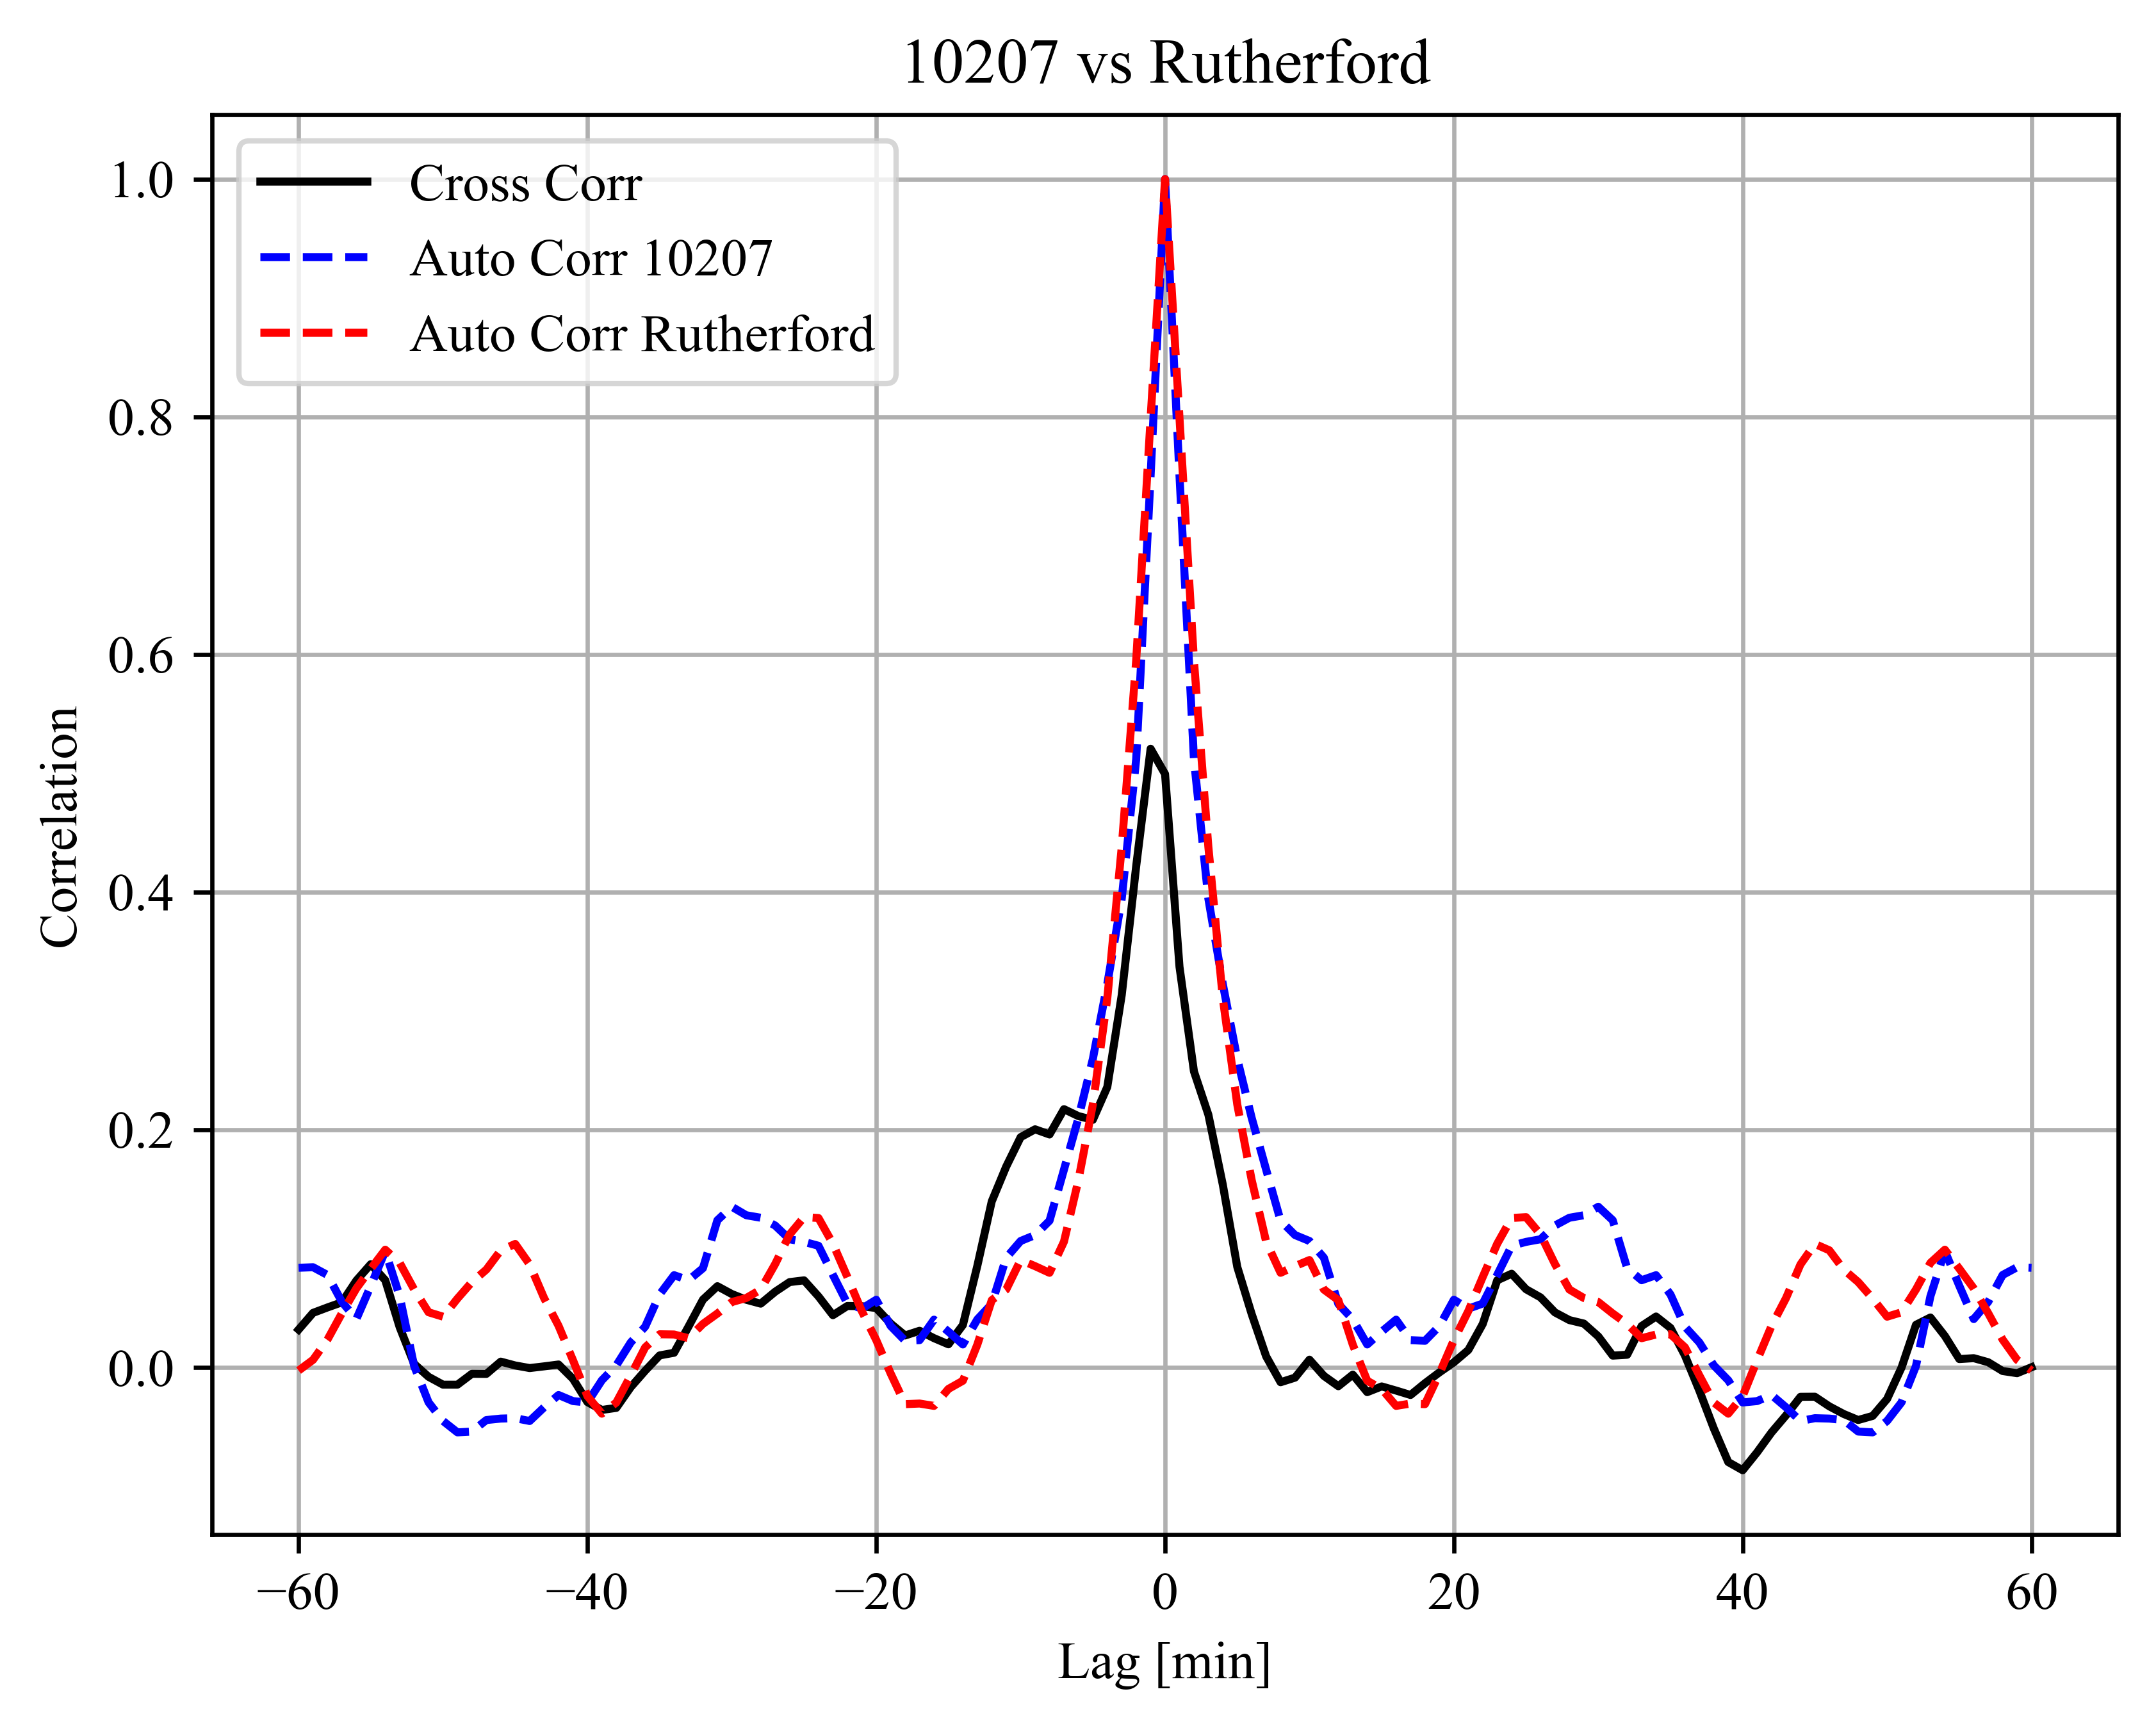 10207 vs Rutherford
Cross Corr
Auto Corr 10207
Auto Corr Rutherford
1.0
0.8
0.6
0.4
0.2
0.0
Correlation
−60 −40 −20 0 20 40 60
Lag [min]